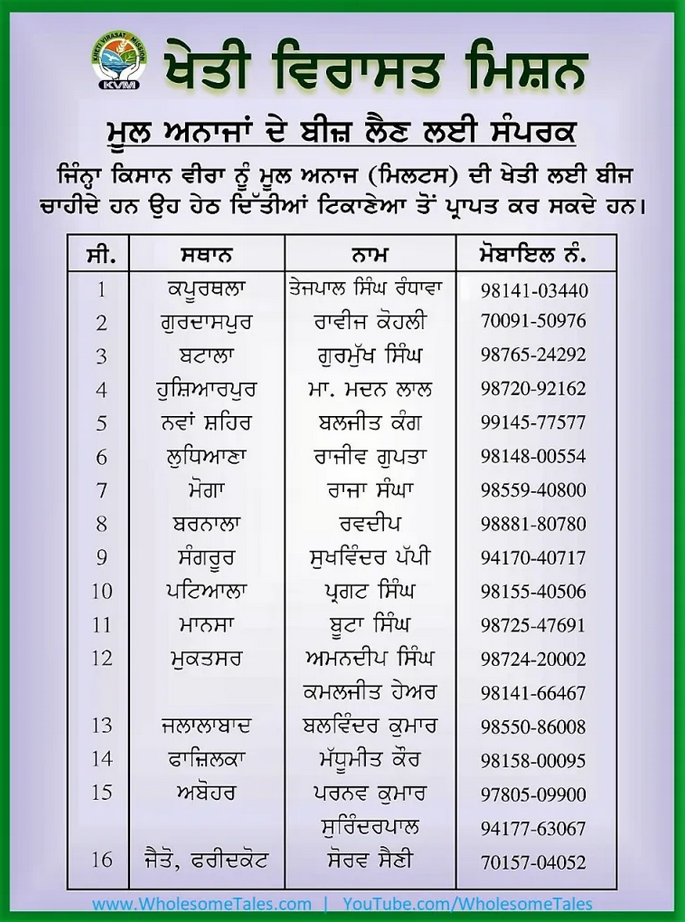 KHETI VIRASAT MISSION
KVM
ਖੇਤੀ ਵਿਰਾਸਤ ਮਿਸ਼ਨ
ਮੂਲ ਅਨਾਜਾਂ ਦੇ ਬੀਜ਼ ਲੈਣ ਲਈ ਸੰਪਰਕ
ਜਿੰਨ੍ਹਾ ਕਿਸਾਨ ਵੀਰਾ ਨੂੰ ਮੂਲ ਅਨਾਜ (ਮਿਲਟਸ) ਦੀ ਖੇਤੀ ਲਈ ਬੀਜ
ਚਾਹੀਦੇ ਹਨ ਉਹ ਹੇਠ ਦਿੱਤੀਆਂ ਟਿਕਾਣੇਆ ਤੋਂ ਪ੍ਰਾਪਤ ਕਰ ਸਕਦੇ ਹਨ।
ਸੀ. ਸਥਾਨ ਨਾਮ ਮੋਬਾਇਲ ਨੰ.
1 ਕਪੂਰਥਲਾ ਤੇਜਪਾਲ ਸਿੰਘ ਰੰਧਾਵਾ 98141-03440
2 ਗੁਰਦਾਸਪੁਰ ਰਾਵੀਜ ਕੋਹਲੀ 70091-50976
3 ਬਟਾਲਾ ਗੁਰਮੁੱਖ ਸਿੰਘ 98765-24292
4 ਹੁਸ਼ਿਆਰਪੁਰ ਮਾ. ਮਦਨ ਲਾਲ 98720-92162
5 ਨਵਾਂ ਸ਼ਹਿਰ ਬਲਜੀਤ ਕੰਗ 99145-77577
6 ਲੁਧਿਆਣਾ ਰਾਜੀਵ ਗੁਪਤਾ 98148-00554
7 ਮੋਗਾ ਰਾਜਾ ਸੰਘਾ 98559-40800
8 ਬਰਨਾਲਾ ਰਵਦੀਪ 98881-80780
9 ਸੰਗਰੂਰ ਸੁਖਵਿੰਦਰ ਪੱਪੀ 94170-40717
10 ਪਟਿਆਲਾ ਪ੍ਰਗਟ ਸਿੰਘ 98155-40506
11 ਮਾਨਸਾ ਬੂਟਾ ਸਿੰਘ 98725-47691
12 ਮੁਕਤਸਰ ਅਮਨਦੀਪ ਸਿੰਘ 98724-20002
ਕਮਲਜੀਤ ਹੇਅਰ 98141-66467
13 ਜਲਾਲਾਬਾਦ ਬਲਵਿੰਦਰ ਕੁਮਾਰ 98550-86008
14 ਫਾਜ਼ਿਲਕਾ ਮੱਧੂਮੀਤ ਕੌਰ 98158-00095
15 ਅਬੋਹਰ ਪਰਨਵ ਕੁਮਾਰ 97805-09900
ਸੁਰਿੰਦਰਪਾਲ 94177-63067
16 ਜੈਤੋ, ਫਰੀਦਕੋਟ ਸੋਰਵ ਸੈਣੀ 70157-04052
www.WholesomeTales.com | YouTube.com/WholesomeTales